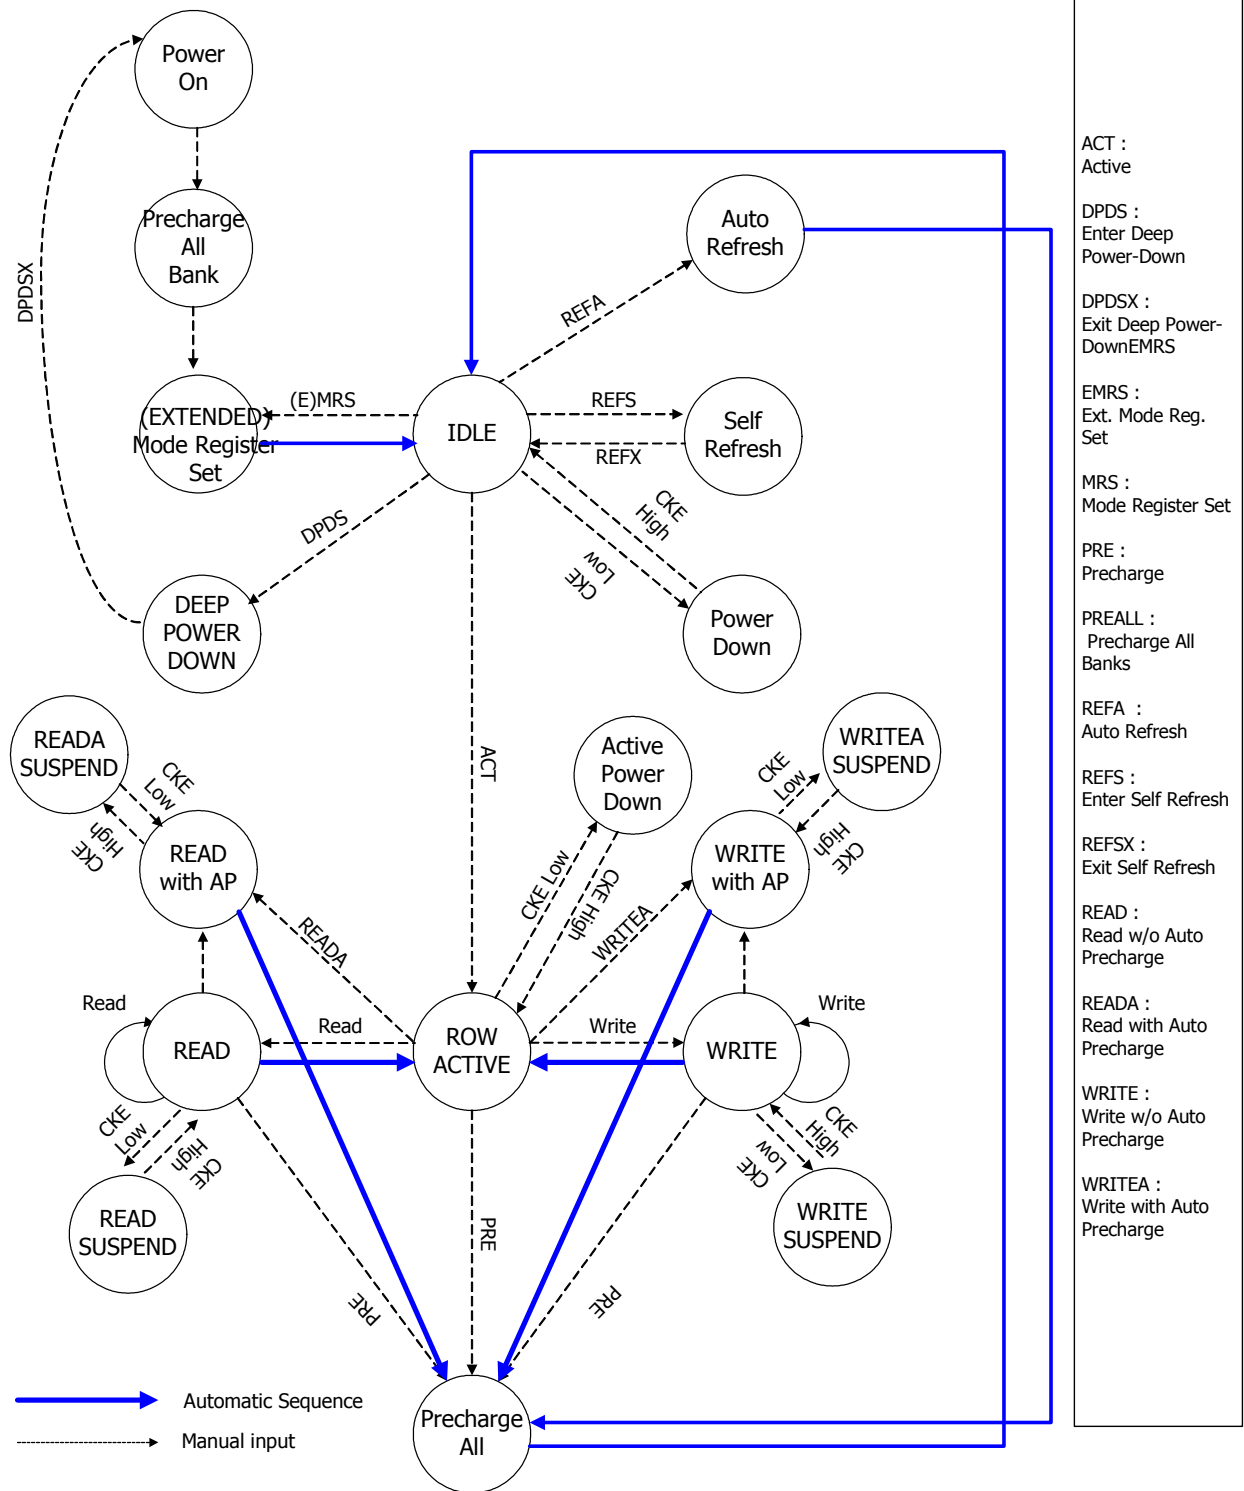 Power
On
Precharge
All
Bank
DPDSX
Auto
Refresh
REFA
(EXTENDED)
Mode Register
Set
(E)MRS
IDLE
REFS
REFX
Self
Refresh
DPDS
CKE
High
CKE
Low
DEEP
POWER
DOWN
Power
Down
READA
SUSPEND
CKE
Low
CKE
High
ACT
Active
Power
Down
WRITEA
SUSPEND
CKE
Low
CKE
High
READ
with AP
WRITE
with AP
READA
CKE Low
CKE High
WRITEA
Read
READ
Read
ROW
ACTIVE
Write
WRITE
Write
CKE
Low
CKE
High
CKE
High
CKE
Low
READ
SUSPEND
WRITE
SUSPEND
PRE
PRE
PRE
Precharge
All
Automatic Sequence
Manual input
ACT :
Active
DPDS :
Enter Deep
Power-Down
DPDSX :
Exit Deep Power-
DownEMRS
EMRS :
Ext. Mode Reg.
Set
MRS :
Mode Register Set
PRE :
Precharge
PREALL :
Precharge All
Banks
REFA :
Auto Refresh
REFS :
Enter Self Refresh
REFSX :
Exit Self Refresh
READ :
Read w/o Auto
Precharge
READA :
Read with Auto
Precharge
WRITE :
Write w/o Auto
Precharge
WRITEA :
Write with Auto
Precharge